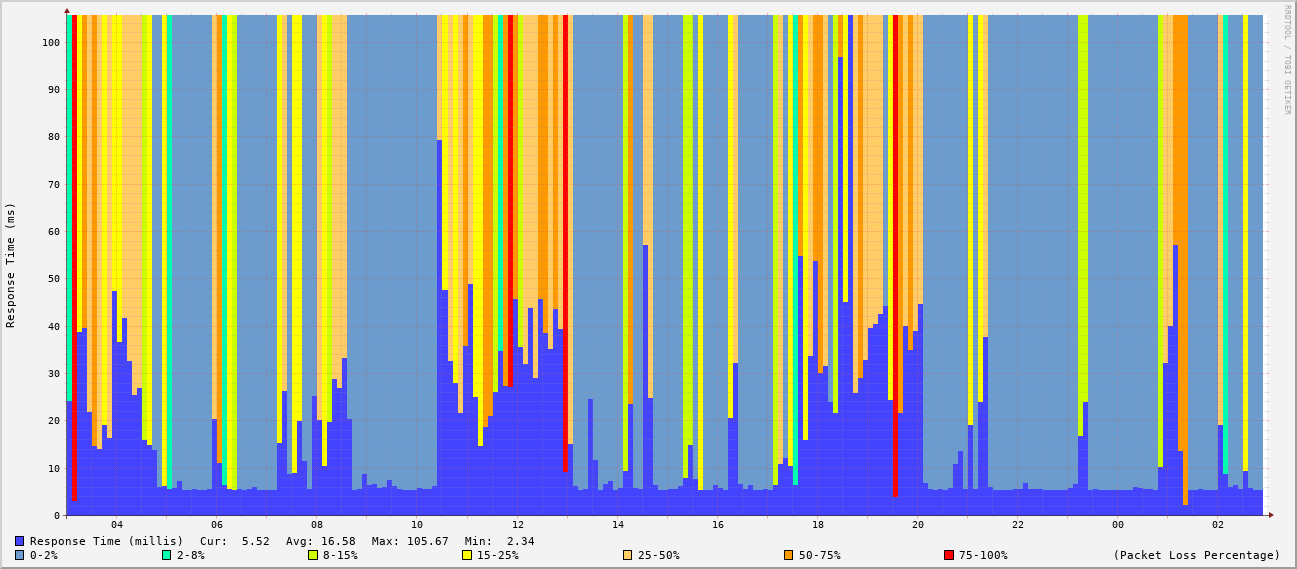 RRDTOOL / TOBI OETIKER
Response Time (ms)
100
90
80
70
60
50
40
30
20
10
0
04 06 08 10 12 14 16 18 20 22 00 02
Response Time (millis) Cur: 5.52 Avg: 16.58 Max: 105.67 Min: 2.34
0-2% 2-8% 8-15% 15-25% 25-50% 50-75% 75-100% (Packet Loss Percentage)